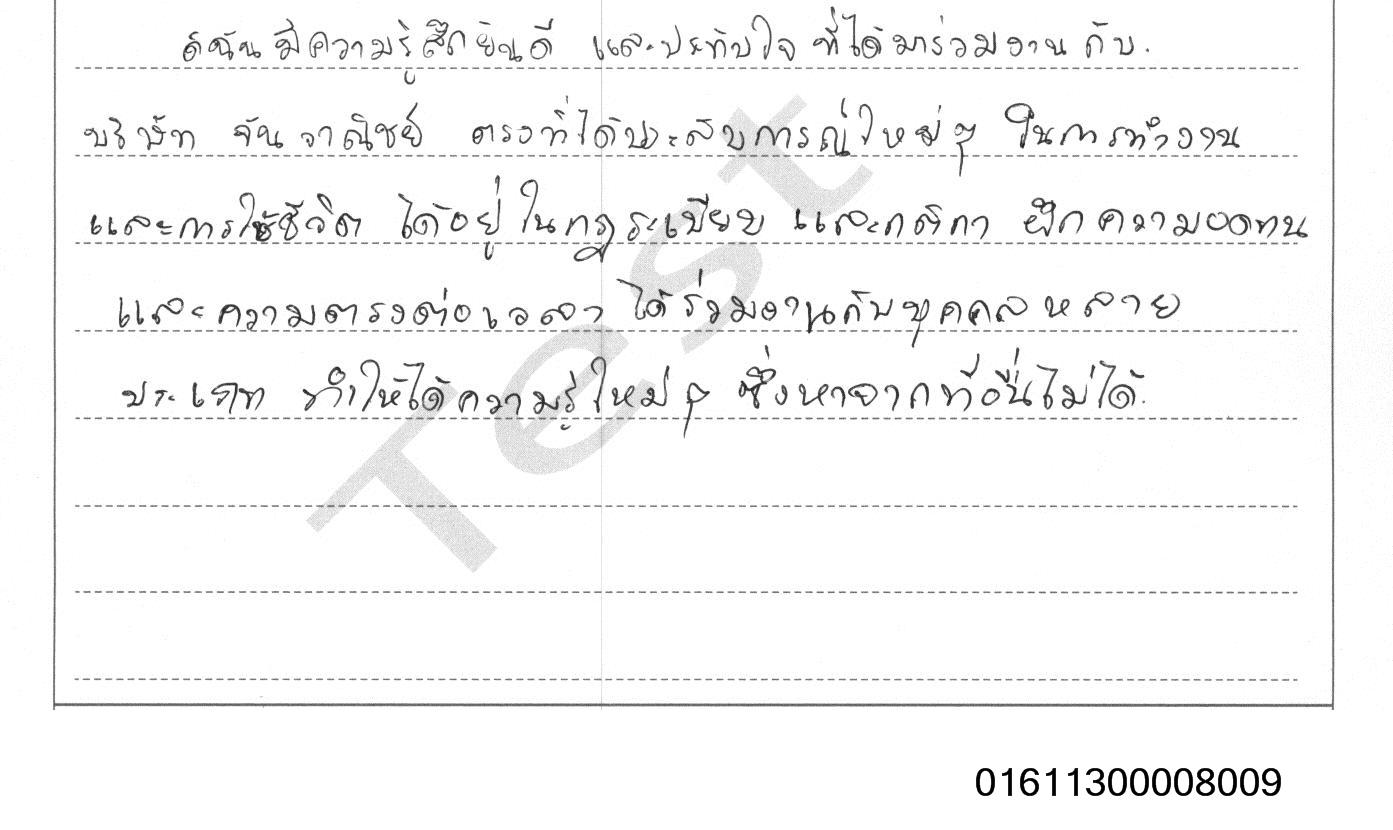 ดิฉันมีความรู้สึกยินดี และประทับใจ ที่ได้มาร่วมงาน กับ.
บริษัท จันวาณิชย์ ตรงที่ได้ประสบการณ์ใหม่ๆ ในการทำงาน
และการใช้ชีวิต ได้อยู่ในกฎระเบียบ และกติกา ฝึกความอดทน
และความตรงต่อเวลา ได้ร่วมงานกับบุคคลหลาย
ประเภท ทำให้ได้ความรู้ใหม่ๆ ซึ่งหาจากที่อื่นไม่ได้.
Test
01611300008009